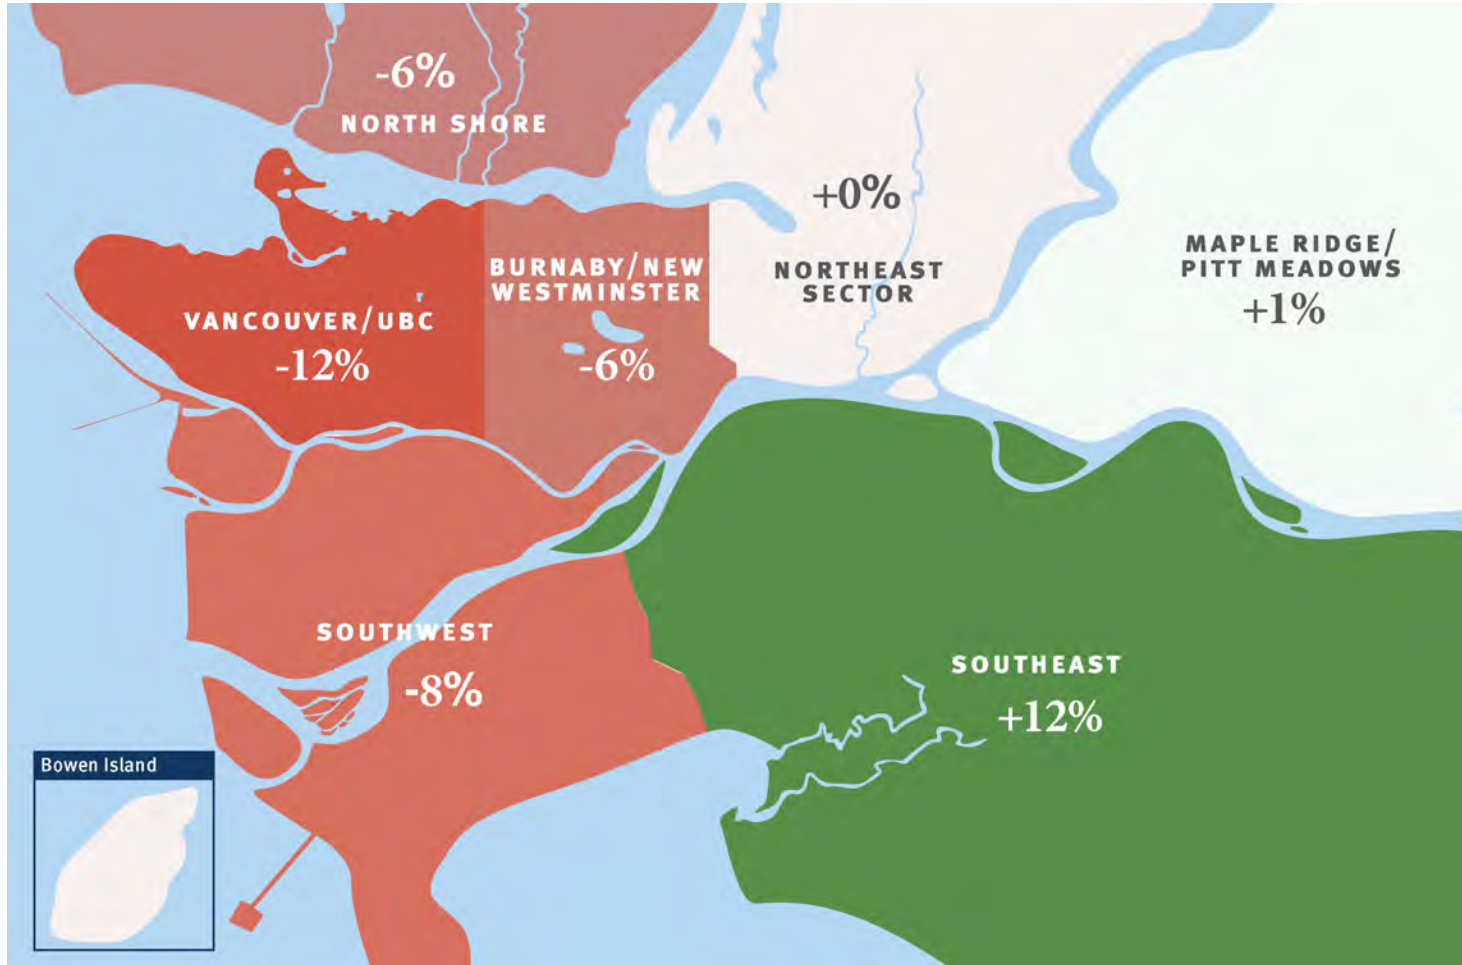 -6%
NORTH SHORE
+0%
NORTHEAST
SECTOR
MAPLE RIDGE/
PITT MEADOWS
+1%
BURNABY/NEW
WESTMINSTER
-6%
VANCOUVER/UBC
-12%
SOUTHWEST
-8%
SOUTHEAST
+12%
Bowen Island